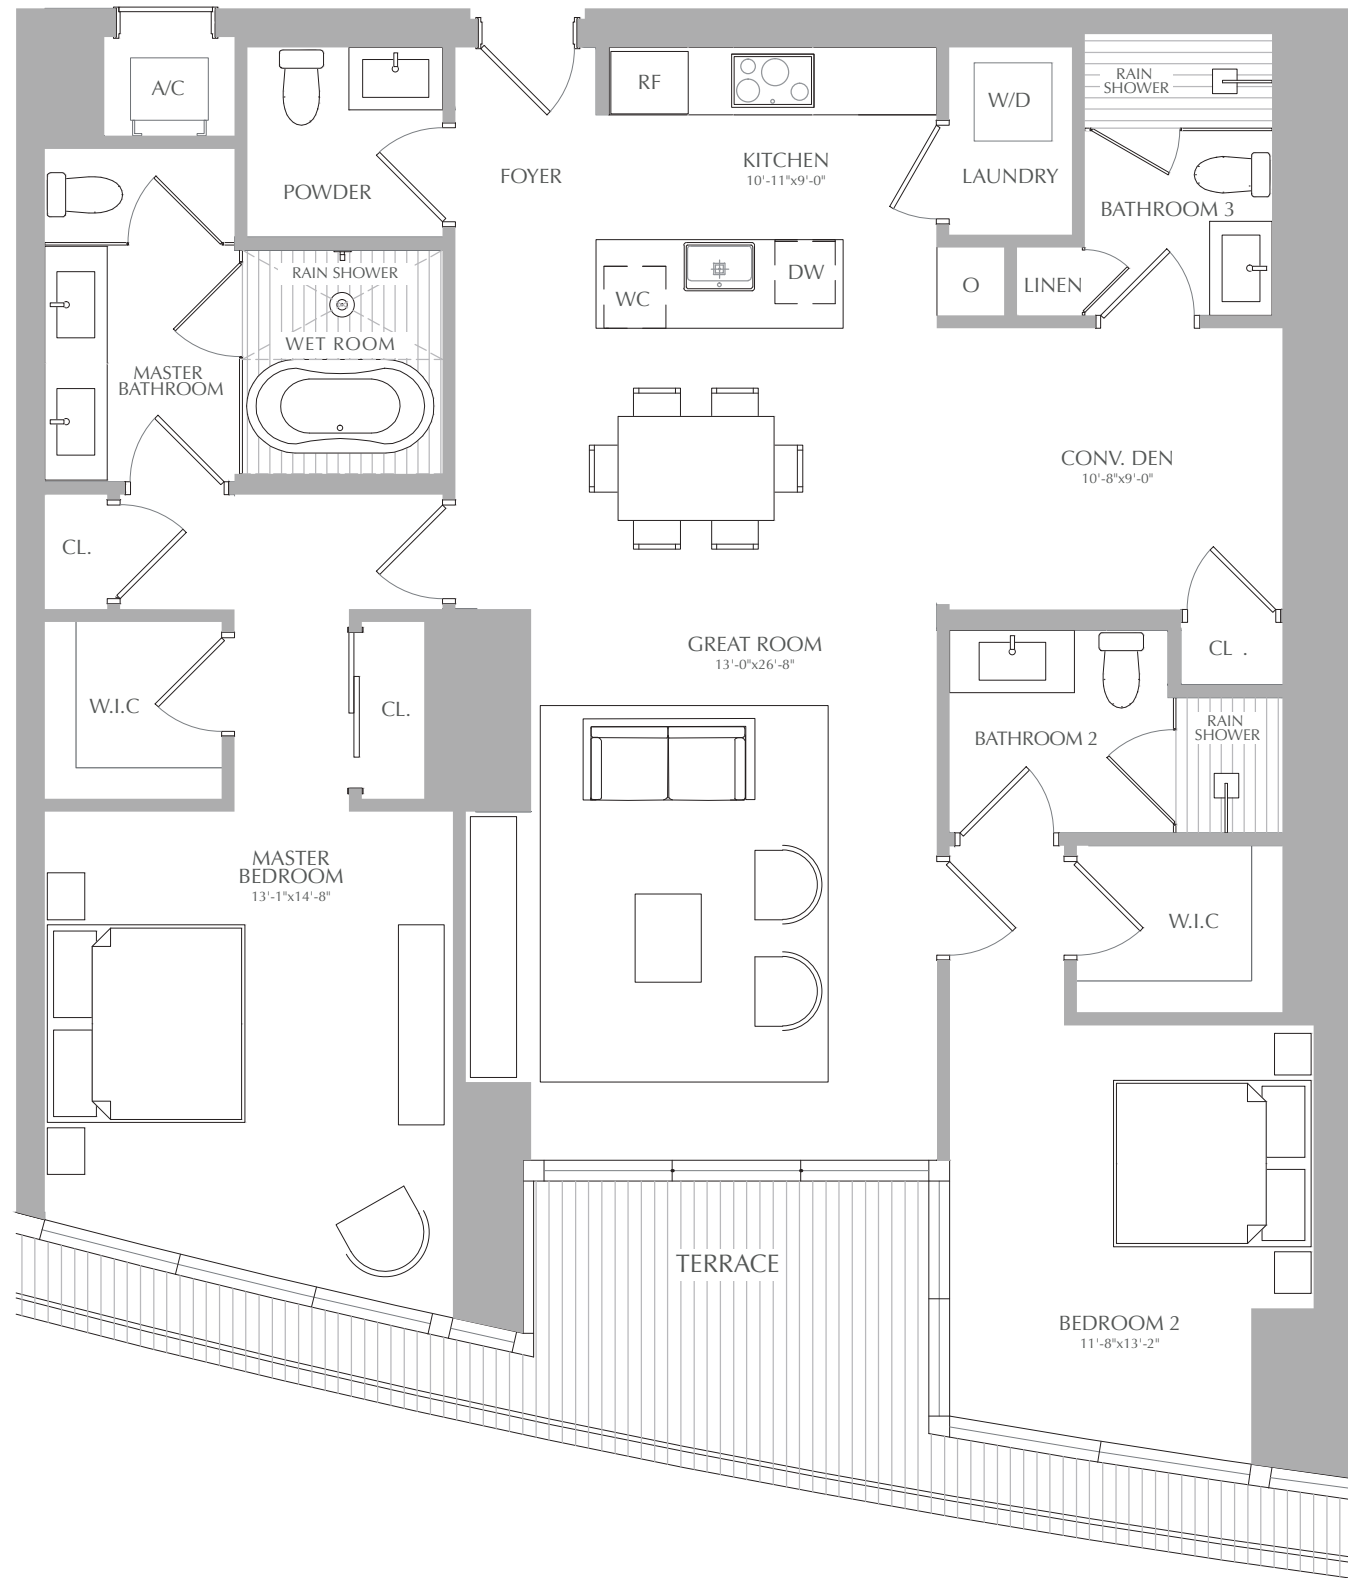 A/C
RF
W/D
RAIN
SHOWER
KITCHEN
10'-11"x9'-0"
POWDER
FOYER
LAUNDRY
BATHROOM 3
RAIN SHOWER
WC
DW
O
LINEN
WET ROOM
MASTER
BATHROOM
CONV. DEN
10'-8"x9'-0"
CL.
GREAT ROOM
13'-0"x26'-8"
CL .
W.I.C
CL.
BATHROOM 2
RAIN
SHOWER
MASTER
BEDROOM
13'-1"x14'-8"
W.I.C
TERRACE
BEDROOM 2
11'-8"x13'-2"